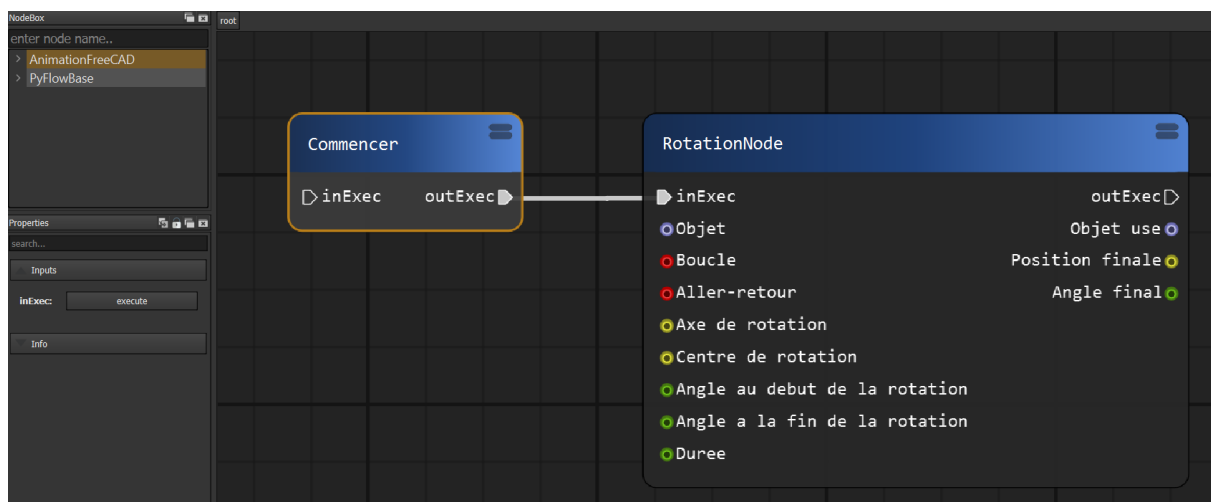 NodeBox
enter node name..
AnimationFreeCAD
PyFlowBase
Properties
search...
Inputs
inExec:
execute
Info
root
Commencer
inExec
outExec
RotationNode
inExec
outExec
Objet
Objet use
Boucle
Position finale
Aller-retour
Angle final
Axe de rotation
Centre de rotation
Angle au debut de la rotation
Angle a la fin de la rotation
Duree